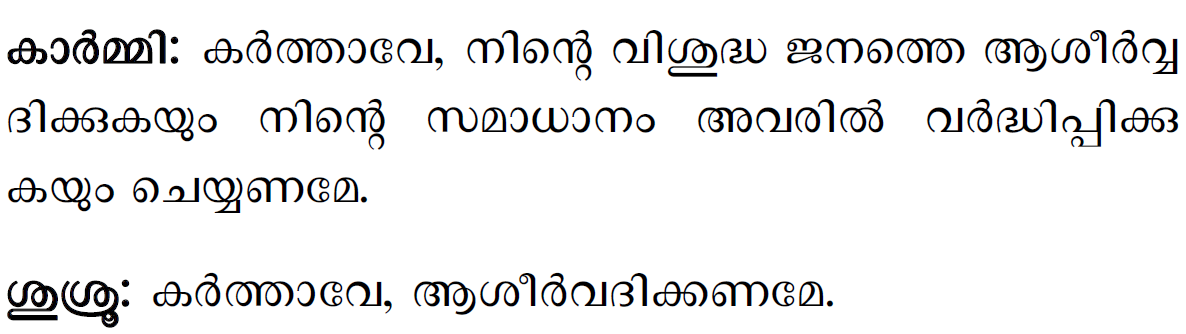 കാർമ്മി: കർത്താവേ, നിന്റെ വിശുദ്ധ ജനത്തെ ആശീർവ്വ
ദിക്കുകയും നിന്റെ സമാധാനം അവരിൽ വർദ്ധിപ്പിക്കു
കയും ചെയ്യണമേ.
ശുശ്രൂ: കർത്താവേ, ആശീർവദിക്കണമേ.